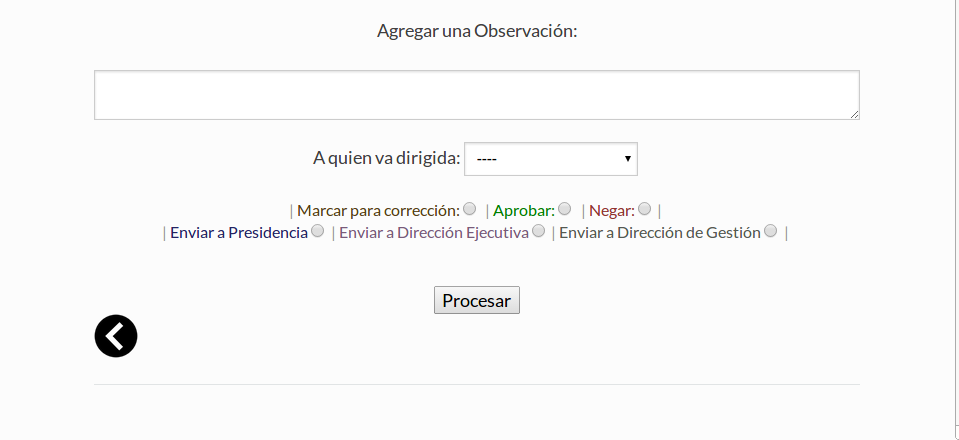 Agregar una Observación:
A quien va dirigida: ----
| Marcar para corrección: | Aprobar: | Negar: |
| Enviar a Presidencia | Enviar a Dirección Ejecutiva | Enviar a Dirección de Gestión |
Procesar